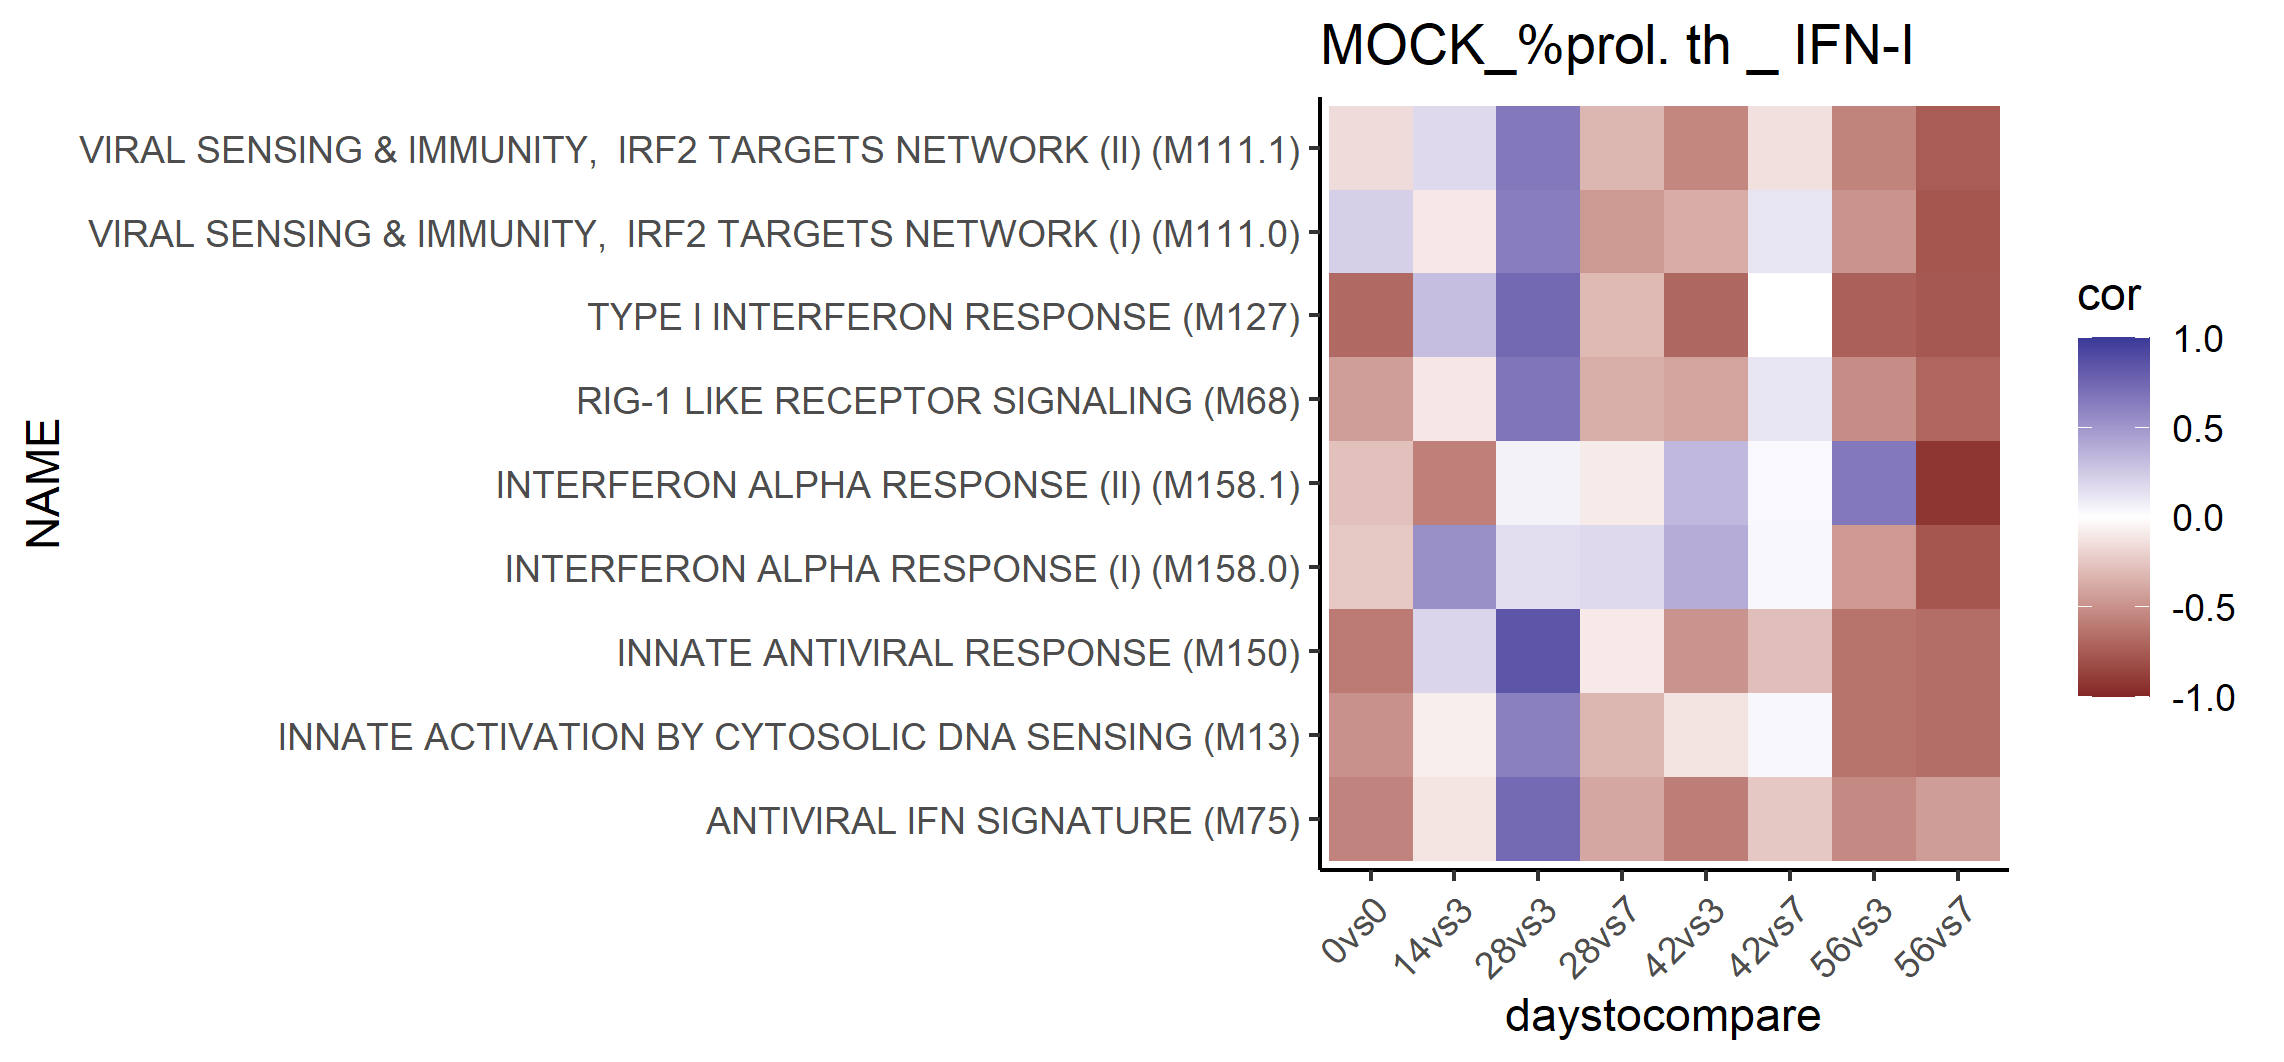 MOCK_%prol. th _ IFN-I
VIRAL SENSING & IMMUNITY,  IRF2 TARGETS NETWORK (II) (M111.1)
VIRAL SENSING & IMMUNITY,  IRF2 TARGETS NETWORK (I) (M111.0)
TYPE I INTERFERON RESPONSE (M127)
RIG-1 LIKE RECEPTOR SIGNALING (M68)
INTERFERON ALPHA RESPONSE (II) (M158.1)
INTERFERON ALPHA RESPONSE (I) (M158.0)
INNATE ANTIVIRAL RESPONSE (M150)
INNATE ACTIVATION BY CYTOSOLIC DNA SENSING (M13)
ANTIVIRAL IFN SIGNATURE (M75)
NAME
0vs0
14vs3
28vs3
28vs7
42vs3
42vs7
56vs3
56vs7
daystocompare
cor
1.0
0.5
0.0
-0.5
-1.0